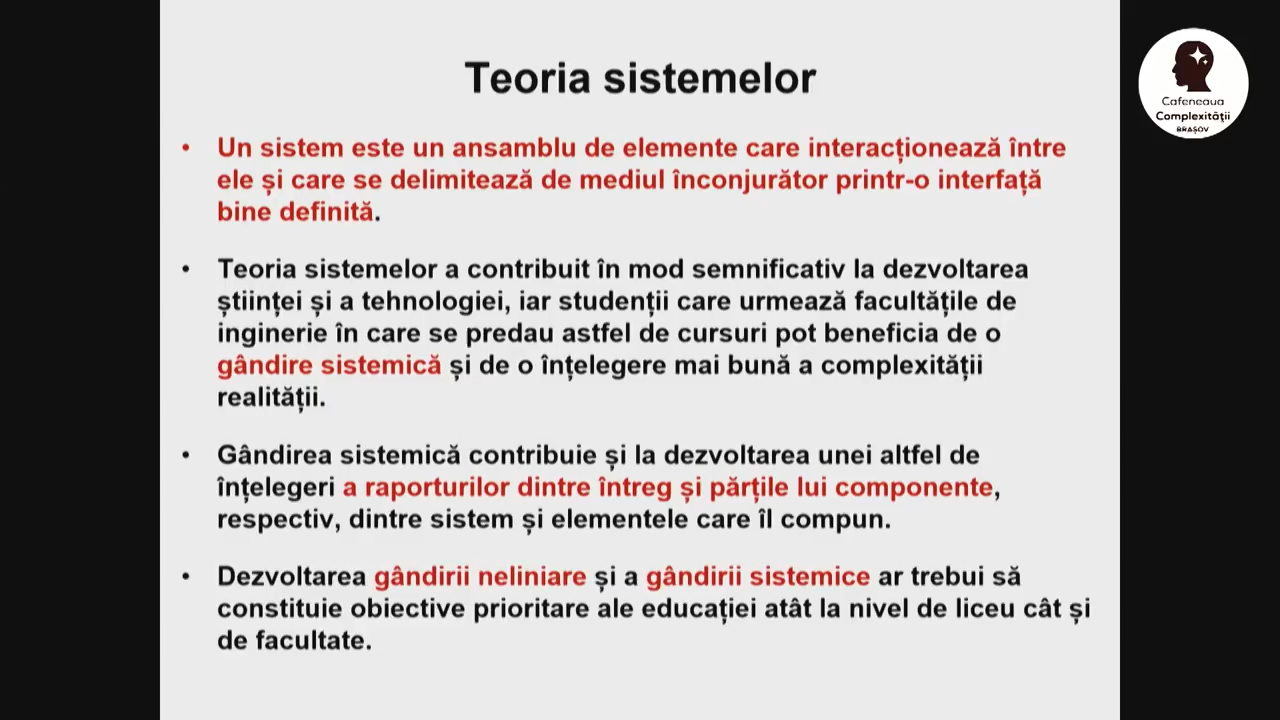 Teoria sistemelor
• Un sistem este un ansamblu de elemente care interacționează între
ele și care se delimitează de mediul înconjurător printr-o interfață
bine definită.
• Teoria sistemelor a contribuit în mod semnificativ la dezvoltarea
științei și a tehnologiei, iar studenții care urmează facultățile de
inginerie în care se predau astfel de cursuri pot beneficia de o
gândire sistemică și de o înțelegere mai bună a complexității
realității.
• Gândirea sistemică contribuie și la dezvoltarea unei altfel de
înțelegeri a raporturilor dintre întreg și părțile lui componente,
respectiv, dintre sistem și elementele care îl compun.
• Dezvoltarea gândirii neliniare și a gândirii sistemice ar trebui să
constituie obiective prioritare ale educației atât la nivel de liceu cât și
de facultate.
Cafeneaua
Complexității
BRAȘOV